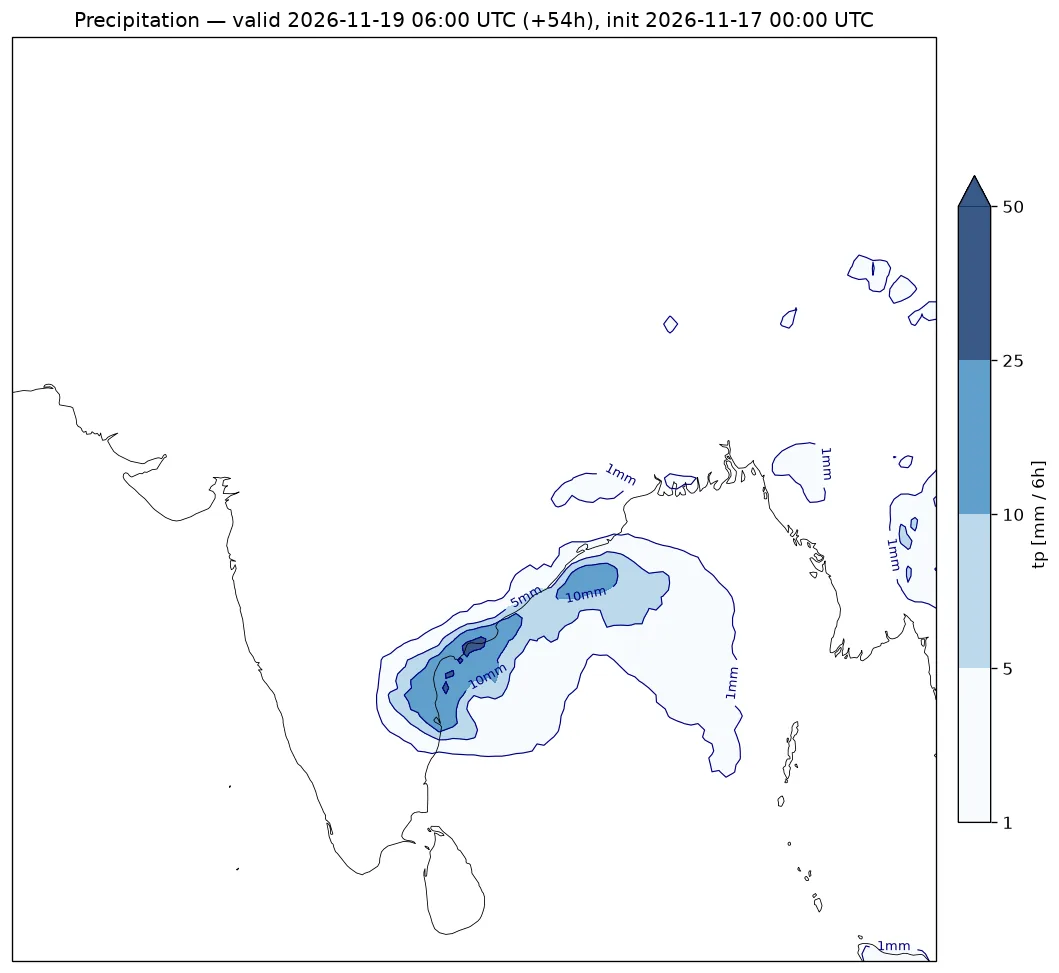 Precipitation — valid 2026-11-19 06:00 UTC (+54h), init 2026-11-17 00:00 UTC
50
25
10
5
1
tp [mm / 6h]
1mm
1mm
1mm
5mm
10mm
10mm
1mm
1mm